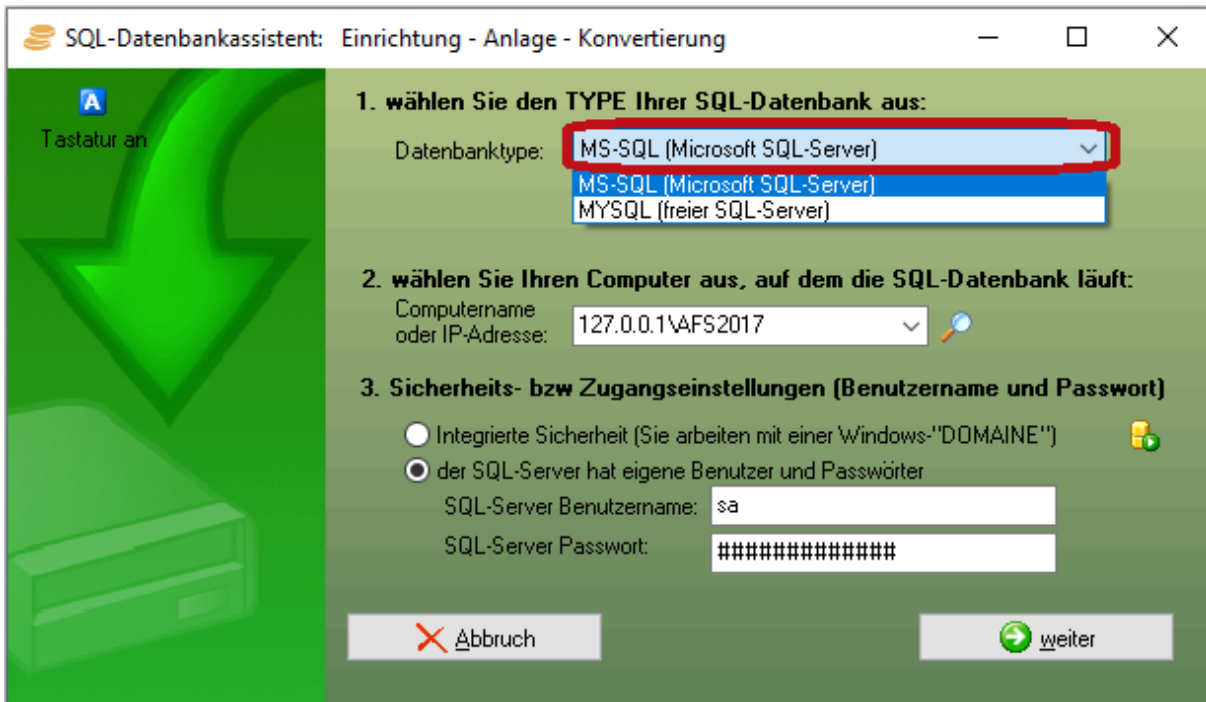 SQL-Datenbankassistent: Einrichtung - Anlage - Konvertierung
A
Tastatur an
1. wählen Sie den TYPE Ihrer SQL-Datenbank aus:
Datenbanktype: MS-SQL (Microsoft SQL-Server)
MS-SQL (Microsoft SQL-Server)
MYSQL (freier SQL-Server)
2. wählen Sie Ihren Computer aus, auf dem die SQL-Datenbank läuft:
Computername
oder IP-Adresse: 127.0.0.1\AFS2017
3. Sicherheits- bzw Zugangseinstellungen (Benutzername und Passwort)
Integrierte Sicherheit (Sie arbeiten mit einer Windows-"DOMAINE")
der SQL-Server hat eigene Benutzer und Passwörter
SQL-Server Benutzername: sa
SQL-Server Passwort: #############
Abbruch weiter